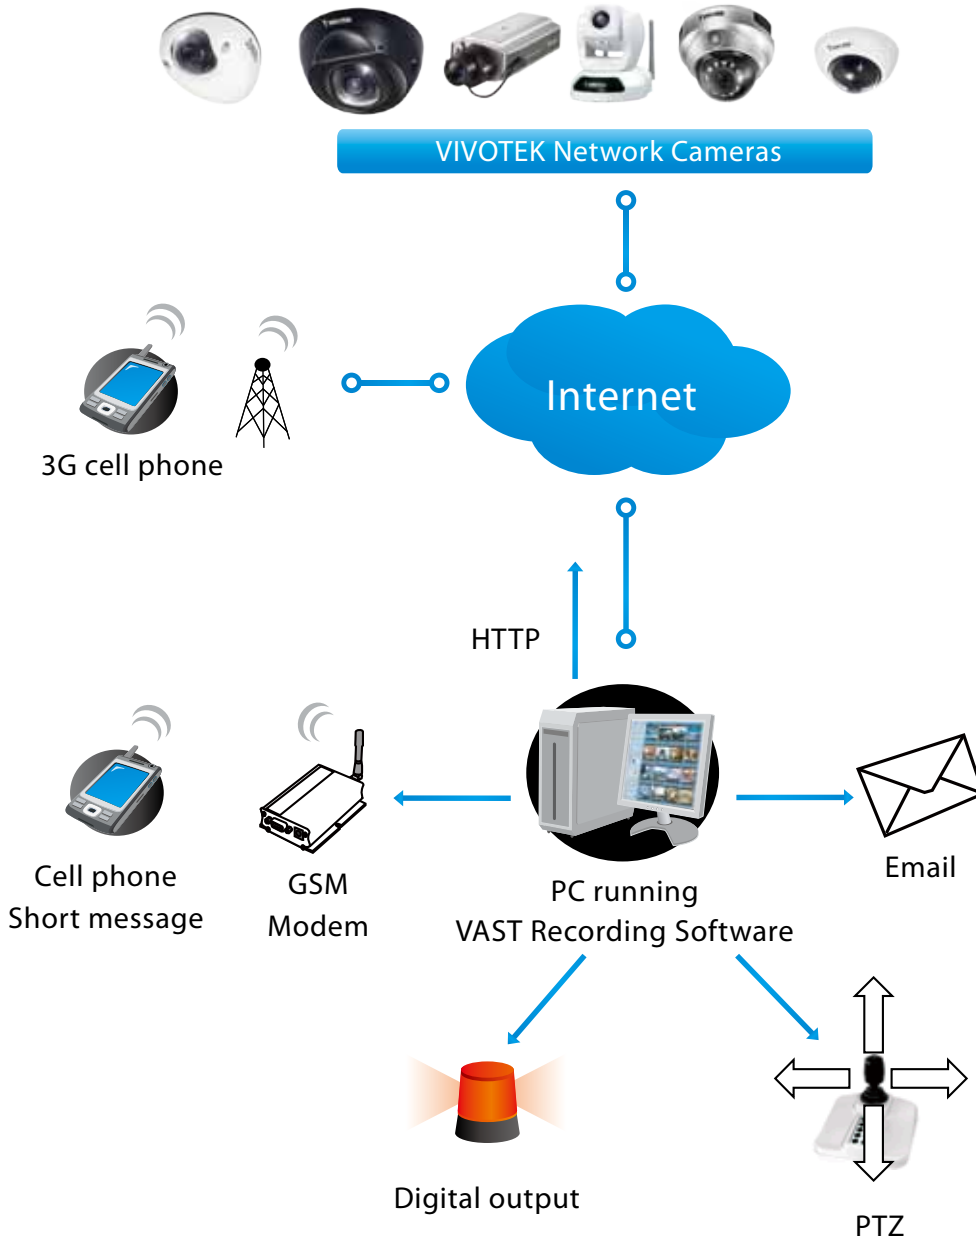 VIVOTEK Network Cameras
Internet
3G cell phone
HTTP
Cell phone
Short message
GSM
Modem
PC running
VAST Recording Software
Email
Digital output
PTZ